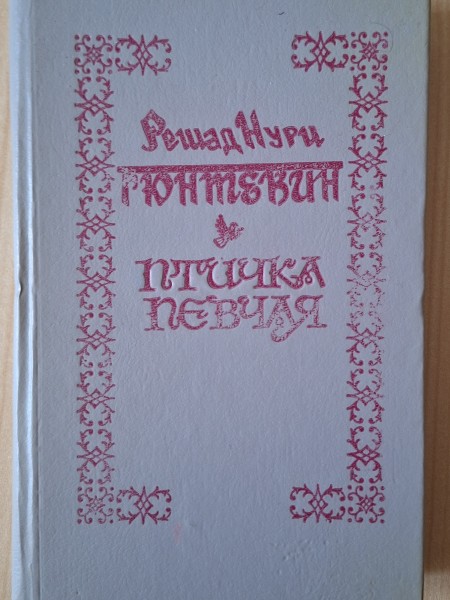 Решад Нури
Гюнтекин
Птичка
певчая